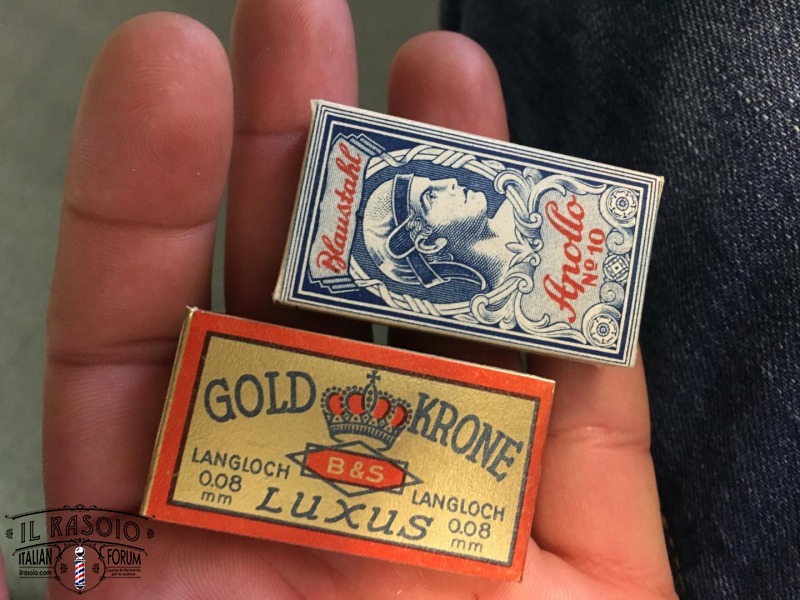 Blaustahl
Apollo
No 10
GOLD KRONE
B & S
LANGLOCH
0.08
mm
LUXUS
LANGLOCH
0.08
mm
IL RASOIO
ITALIAN FORUM
ilrasoio.com